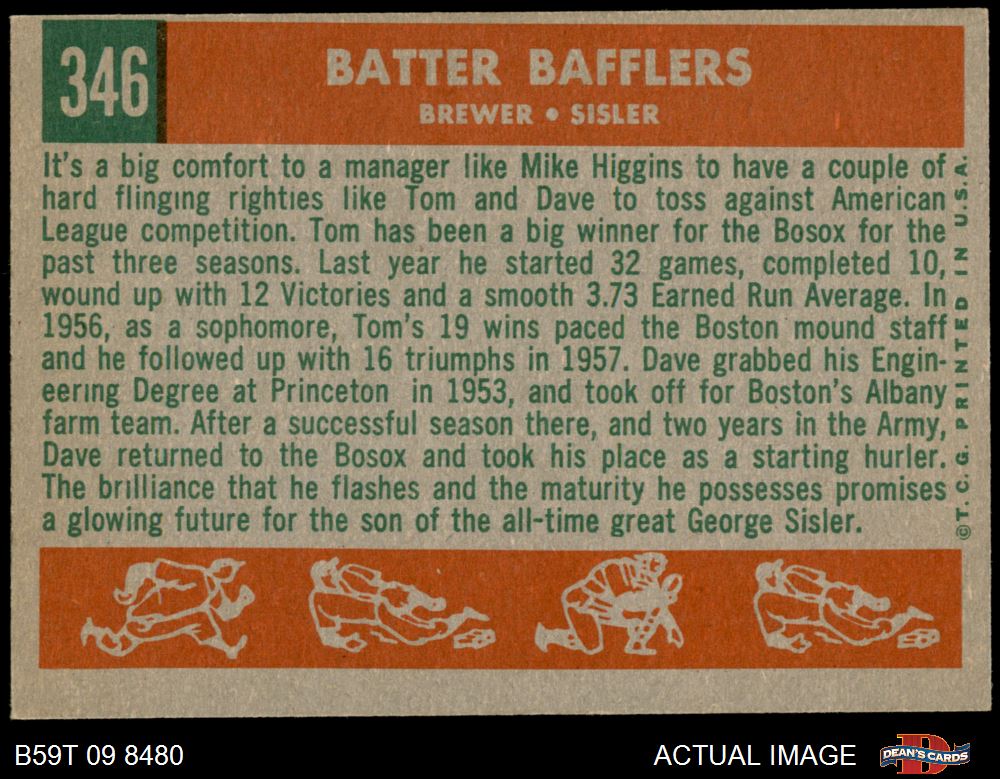 346
BATTER BAFFLERS
BREWER • SISLER
It's a big comfort to a manager like Mike Higgins to have a couple of
hard flinging righties like Tom and Dave to toss against American
League competition. Tom has been a big winner for the Bosox for the
past three seasons. Last year he started 32 games, completed 10,
wound up with 12 Victories and a smooth 3.73 Earned Run Average. In
1956, as a sophomore, Tom's 19 wins paced the Boston mound staff
and he followed up with 16 triumphs in 1957. Dave grabbed his Engin-
eering Degree at Princeton in 1953, and took off for Boston's Albany
farm team. After a successful season there, and two years in the Army,
Dave returned to the Bosox and took his place as a starting hurler.
The brilliance that he flashes and the maturity he possesses promises
a glowing future for the son of the all-time great George Sisler.
©T.C.G. PRINTED IN U.S.A.
B59T 09 8480
ACTUAL IMAGE
D
DEAN'S CARDS